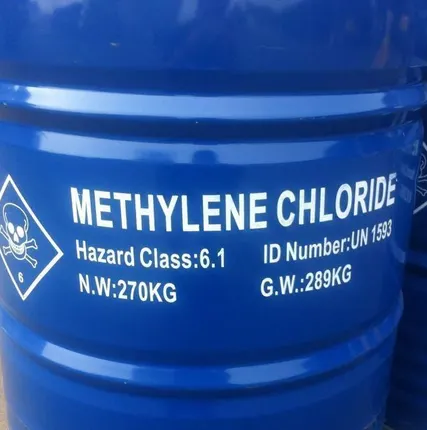 METHYLENE CHLORIDE
Hazard Class:6.1 ID Number:UN 1593
N.W:270KG G.W.:289KG
6